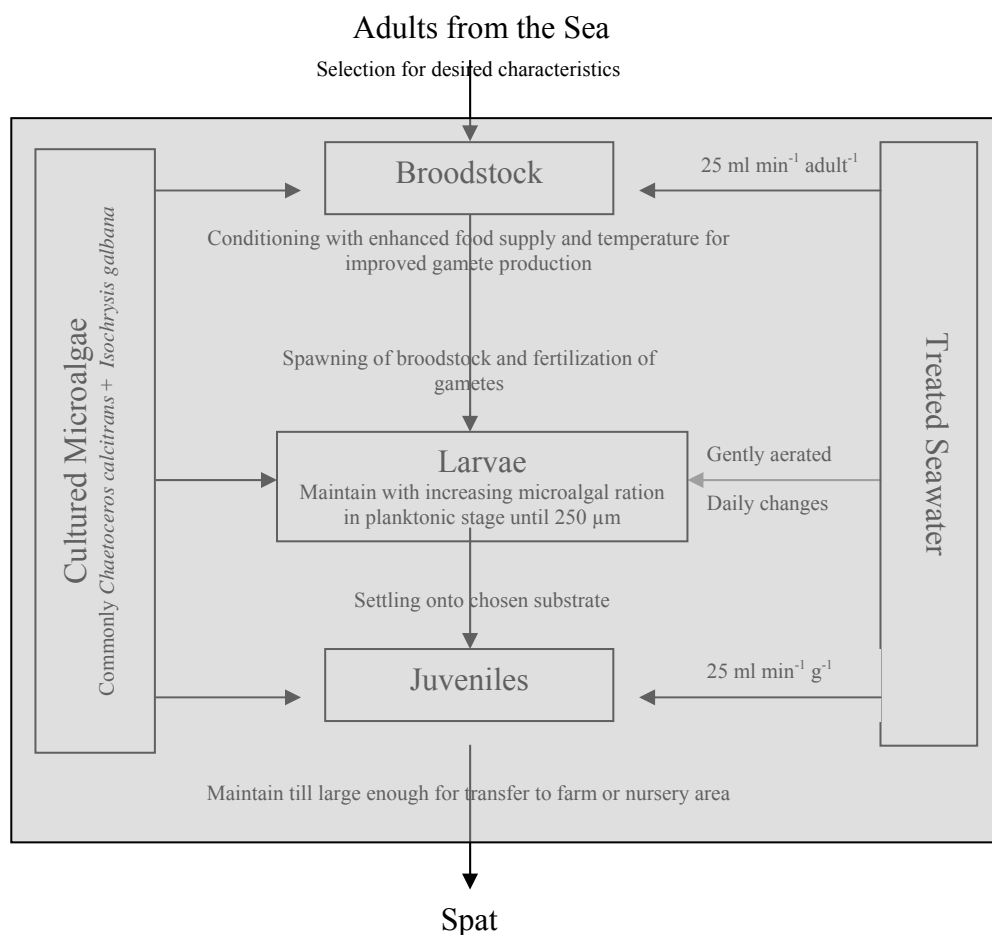 Adults from the Sea
Selection for desired characteristics
Broodstock
25 ml min⁻¹ adult⁻¹
Conditioning with enhanced food supply and temperature for
improved gamete production
Cultured Microalgae
Commonly Chaetoceros calcitrans + Isochrysis galbana
Treated Seawater
Spawning of broodstock and fertilization of
gametes
Larvae
Maintain with increasing microalgal ration
in planktonic stage until 250 µm
Gently aerated
Daily changes
Settling onto chosen substrate
Juveniles
25 ml min⁻¹ g⁻¹
Maintain till large enough for transfer to farm or nursery area
Spat